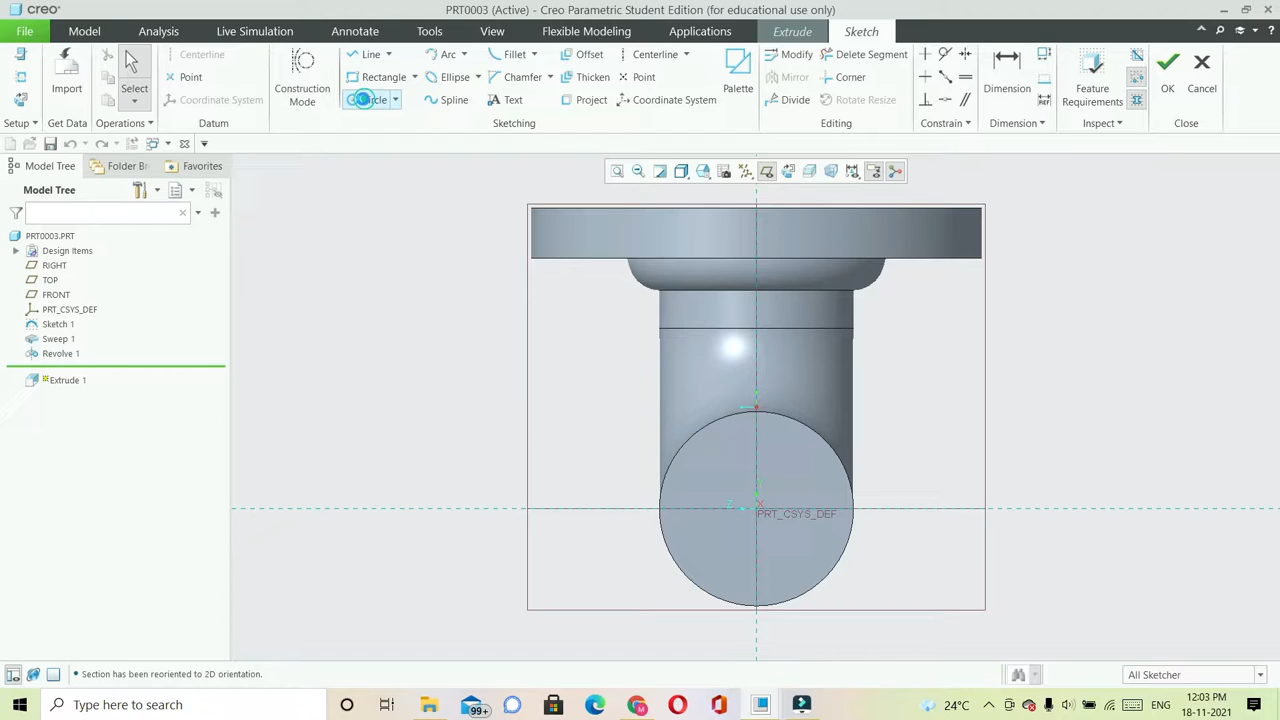 creo
PRT0003 (Active) - Creo Parametric Student Edition (for educational use only)
File
Model
Analysis
Live Simulation
Annotate
Tools
View
Flexible Modeling
Applications
Extrude
Sketch
Import
Select
Centerline
Point
Coordinate System
Construction
Mode
Line
Arc
Fillet
Offset
Centerline
Rectangle
Ellipse
Chamfer
Thicken
Point
Spline
Text
Project
Coordinate System
Palette
Modify
Delete Segment
Mirror
Corner
Divide
Rotate Resize
Dimension
Feature
Requirements
OK
Cancel
Setup
Get Data
Operations
Datum
Sketching
Editing
Constrain
Dimension
Inspect
Close
Model Tree
Folder Br
Favorites
Model Tree
PRT0003.PRT
Design Items
RIGHT
TOP
FRONT
PRT_CSYS_DEF
Sketch 1
Sweep 1
Revolve 1
Extrude 1
Z
X
PRT_CSYS_DEF
• Section has been reoriented to 2D orientation.
All Sketcher
Type here to search
99+
24°C
ENG
12:03 PM
18-11-2021